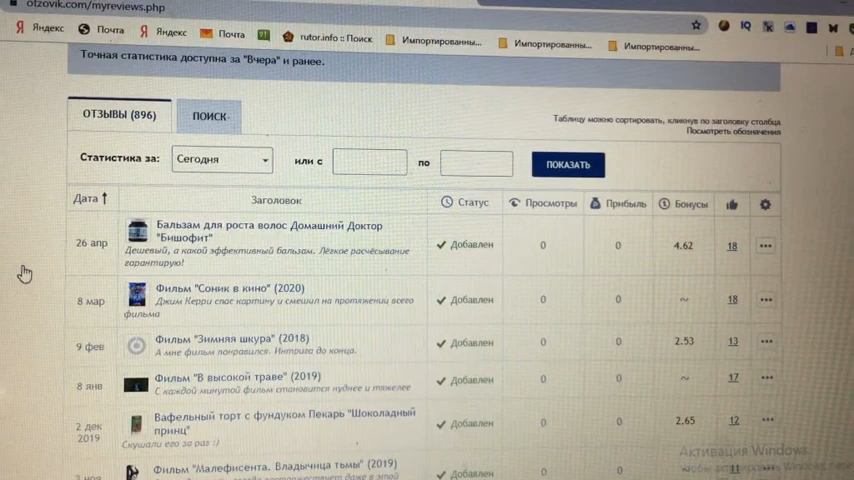 otzovik.com/myreviews.php
Яндекс Почта Яндекс Почта rutor.info :: Поиск Импортированны... Импортированны... Импортированны...
Точная статистика доступна за "Вчера" и ранее.
ОТЗЫВЫ (896) ПОИСК
Таблицу можно сортировать, кликнув по заголовку столбца
Посмотреть обозначения
Статистика за: Сегодня или с по ПОКАЗАТЬ
Дата Заголовок Статус Просмотры Прибыль Бонусы
26 апр Бальзам для роста волос Домашний Доктор
"Бишофит" Добавлен 0 0 4.62 18
Дешевый, а какой эффективный бальзам. Легкое расчёсывание
гарантирую!
8 мар Фильм "Соник в кино" (2020) Добавлен 0 0 ~ 18
Джим Керри спас картину и смешил на протяжении всего
фильма
9 фев Фильм "Зимняя шкура" (2018) Добавлен 0 0 2.53 13
А мне фильм понравился. Интрига до конца.
8 янв Фильм "В высокой траве" (2019) Добавлен 0 0 ~ 17
С каждой минутой фильм становится нуднее и тяжелее
2 дек
2019 Вафельный торт с фундуком Пекарь "Шоколадный
принц" Добавлен 0 0 2.65 12
Скушали его за раз :)
Фильм "Малефисента. Владычица тьмы" (2019) Добавлен 0 0 11
Активация Windows
Чтобы активировать Windows